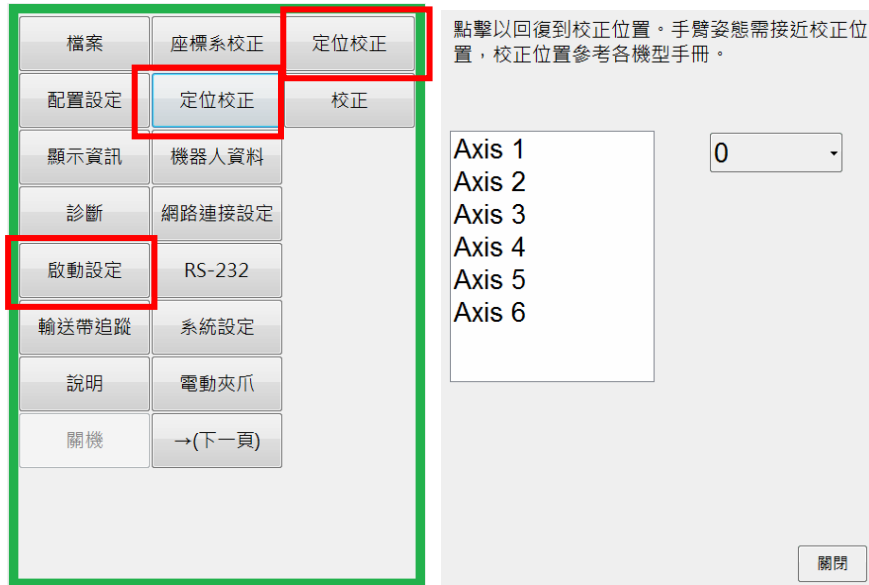 檔案
座標系校正
定位校正
配置設定
定位校正
校正
顯示資訊
機器人資料
診斷
網路連接設定
啟動設定
RS-232
輸送帶追蹤
系統設定
說明
電動夾爪
關機
→(下一頁)
點擊以回復到校正位置。手臂姿態需接近校正位
置，校正位置參考各機型手冊。
Axis 1
Axis 2
Axis 3
Axis 4
Axis 5
Axis 6
0
關閉